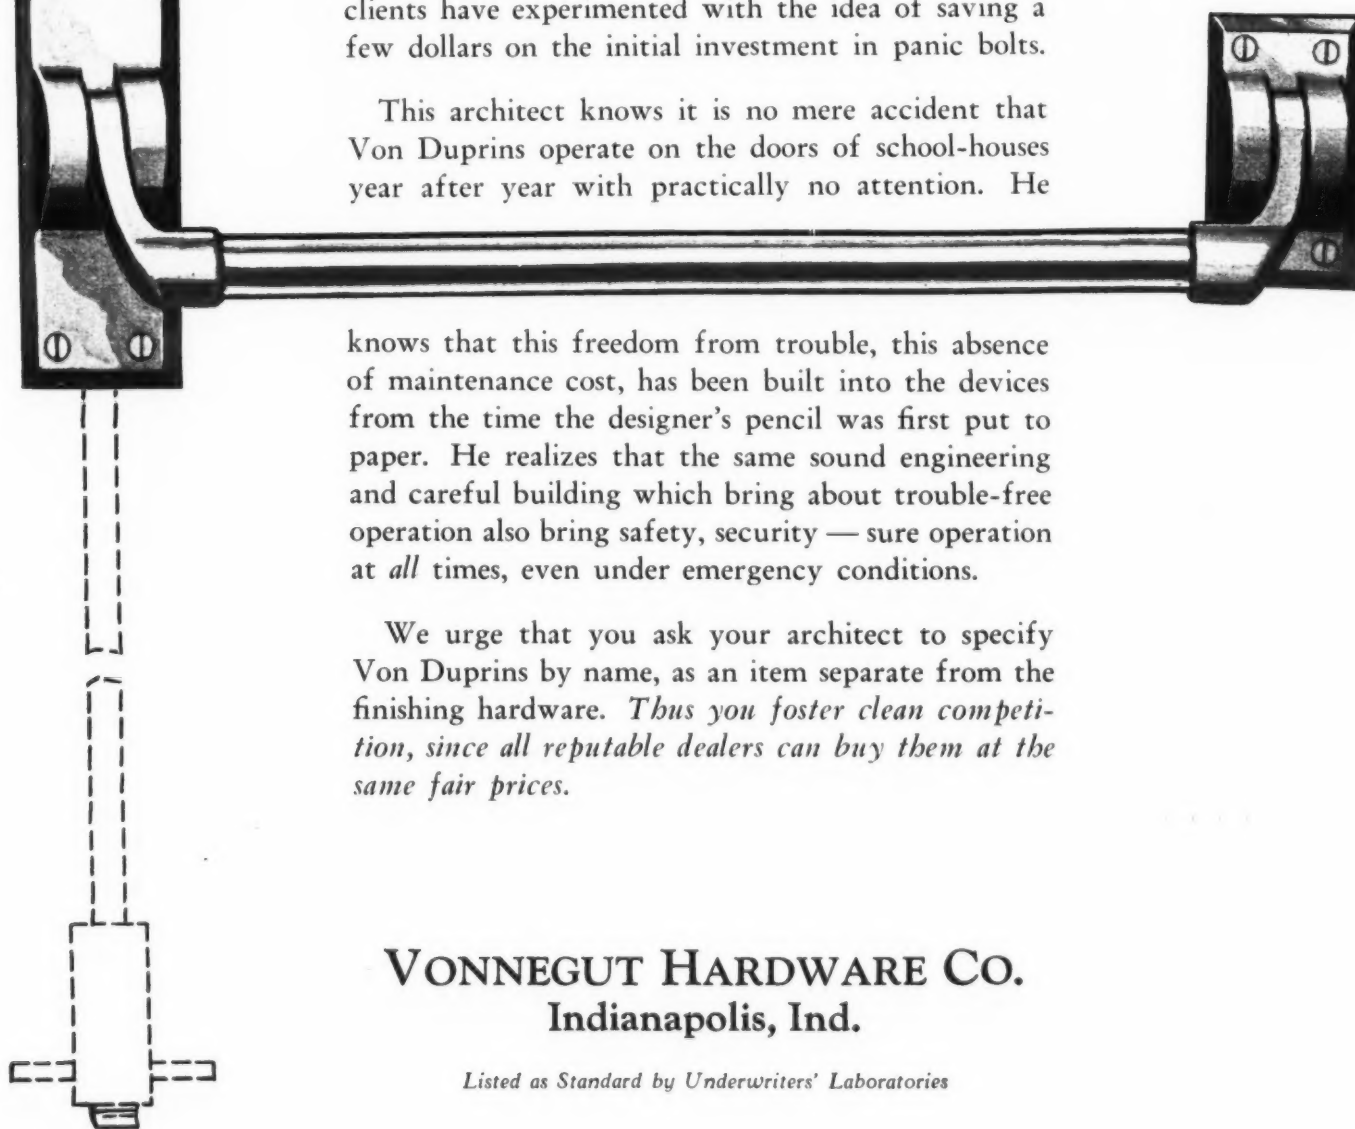 clients have experimented with the idea of saving a
few dollars on the initial investment in panic bolts.
This architect knows it is no mere accident that
Von Duprins operate on the doors of school-houses
year after year with practically no attention. He
knows that this freedom from trouble, this absence
of maintenance cost, has been built into the devices
from the time the designer's pencil was first put to
paper. He realizes that the same sound engineering
and careful building which bring about trouble-free
operation also bring safety, security — sure operation
at all times, even under emergency conditions.
We urge that you ask your architect to specify
Von Duprins by name, as an item separate from the
finishing hardware. Thus you foster clean competi-
tion, since all reputable dealers can buy them at the
same fair prices.
VONNEGUT HARDWARE CO.
Indianapolis, Ind.
Listed as Standard by Underwriters' Laboratories